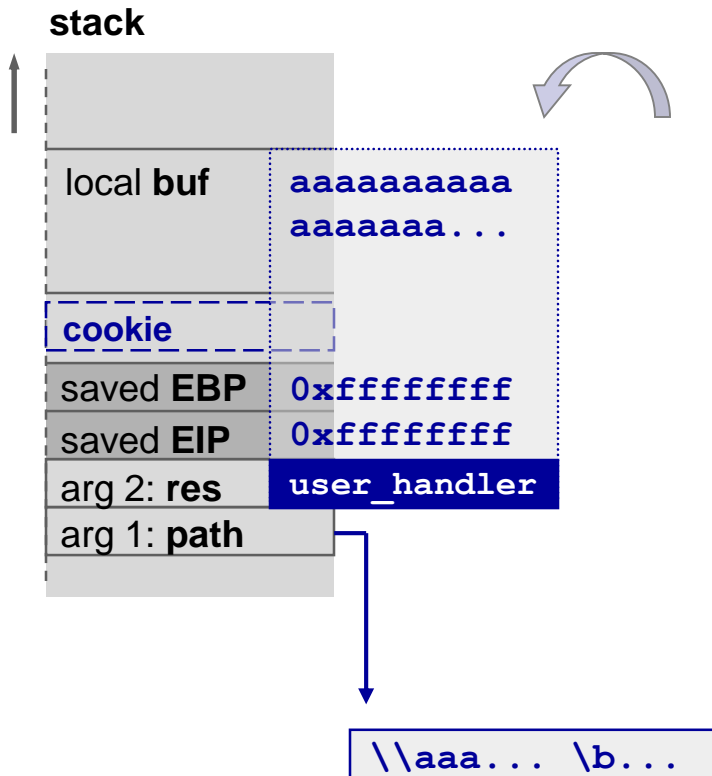 stack
local buf
aaaaaaaaaa
aaaaaaa...
cookie
saved EBP
0xffffffff
saved EIP
0xffffffff
arg 2: res
user_handler
arg 1: path
\\aaa... \b...